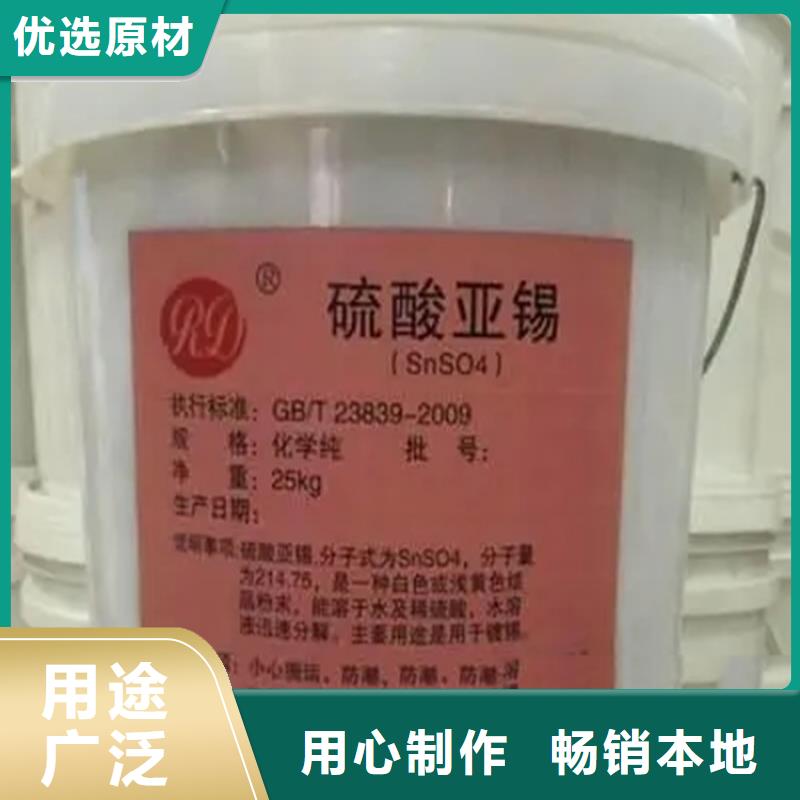 优选原材
RD
®
硫酸亚锡
(SnSO4)
执行标准: GB/T 23839-2009
规 格: 化学纯 批 号:
净 重: 25kg
生产日期:
说明事项:硫酸亚锡.分子式为SnSO4,分子量
为214.75,是一种白色或浅黄色结
晶粉末,能溶于水及稀硫酸,水溶
液迅速分解。主要用途是用于镀锡。
小心搬运、防潮、防潮、防潮
用途
广泛
用心制作 畅销本地